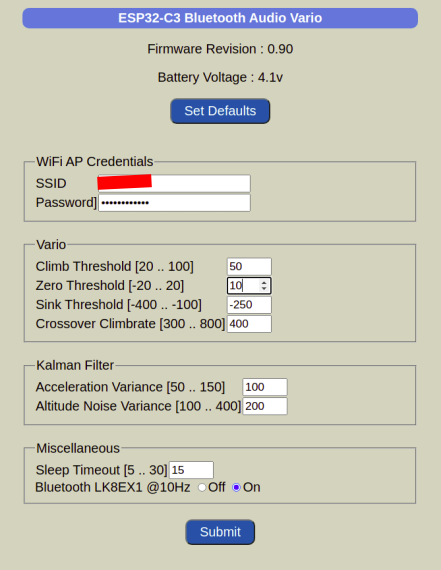 ESP32-C3 Bluetooth Audio Vario
Firmware Revision : 0.90
Battery Voltage : 4.1v
Set Defaults
WiFi AP Credentials
SSID
Password] ••••••••••••
Vario
Climb Threshold [20 .. 100] 50
Zero Threshold [-20 .. 20] 10
Sink Threshold [-400 .. -100] -250
Crossover Climbrate [300 .. 800] 400
Kalman Filter
Acceleration Variance [50 .. 150] 100
Altitude Noise Variance [100 .. 400] 200
Miscellaneous
Sleep Timeout [5 .. 30] 15
Bluetooth LK8EX1 @10Hz Off On
Submit